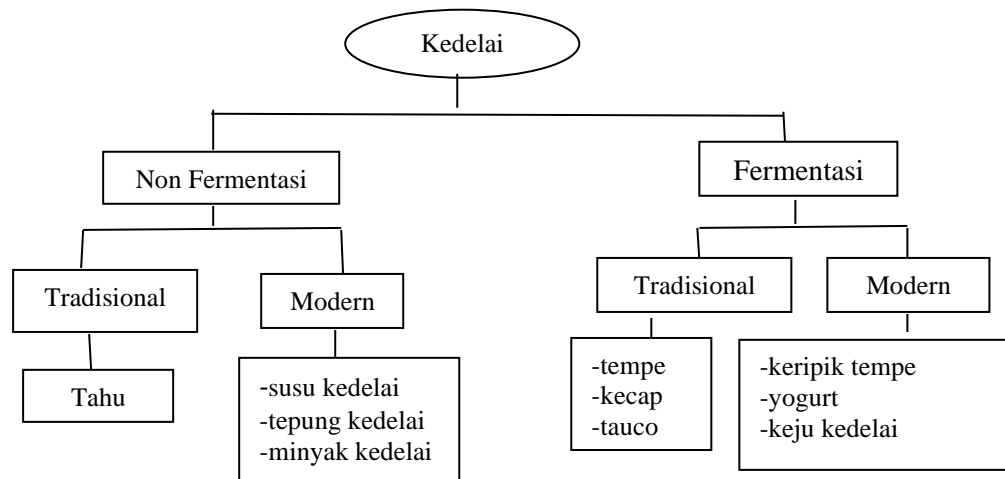 Kedelai
Non Fermentasi
Fermentasi
Tradisional
Modern
Tradisional
Modern
Tahu
-susu kedelai
-tepung kedelai
-minyak kedelai
-tempe
-kecap
-tauco
-keripik tempe
-yogurt
-keju kedelai